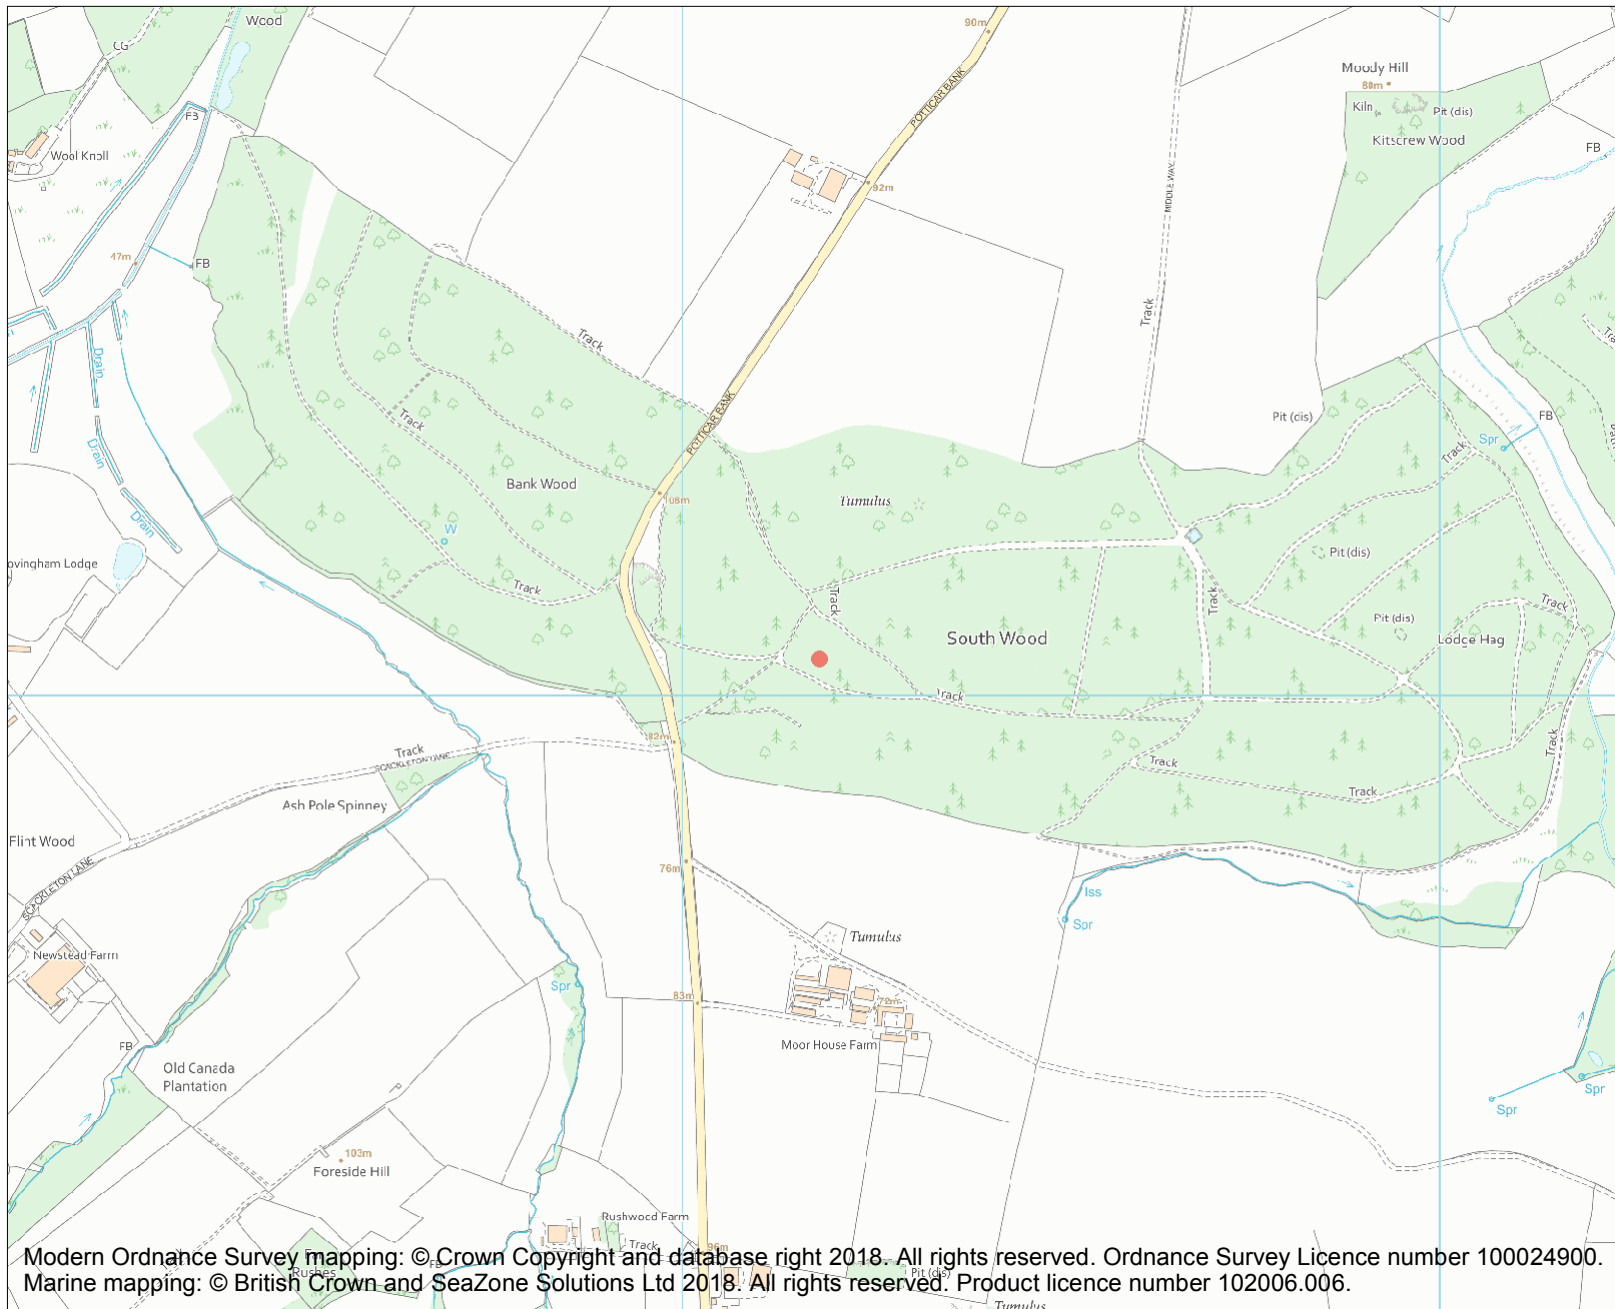 Wood
CG
90m
Moody Hill
80m
Kiln
Pit (dis)
Kitscrew Wood
FB
POTTICAR BANK
FB
Wool Knoll
92m
MIDDLE WAY
47m
FB
Track
Track
Drain
POTTICAR BANK
Pit (dis)
FB
Spr
Track
Track
Drain
Bank Wood
108m
Tumulus
Drain
W
Pit (dis)
ovingham Lodge
Track
Track
Track
Track
Pit (dis)
South Wood
Lodge Hag
Track
82m
Track
SCACKLETON LANE
Track
Track
Track
Ash Pole Spinney
Flint Wood
76m
SCACKLETON LANE
Iss
Spr
Tumulus
Newstead Farm
Spr
83m
72m
FB
Moor House Farm
Old Canada
Plantation
Spr
Spr
103m
Foreside Hill
Rushwood Farm
Track
96m
FB
Rushes
Pit (dis)
Modern Ordnance Survey mapping: © Crown Copyright and database right 2018. All rights reserved. Ordnance Survey Licence number 100024900.
Marine mapping: © British Crown and SeaZone Solutions Ltd 2018. All rights reserved. Product licence number 102006.006.
Tumulus